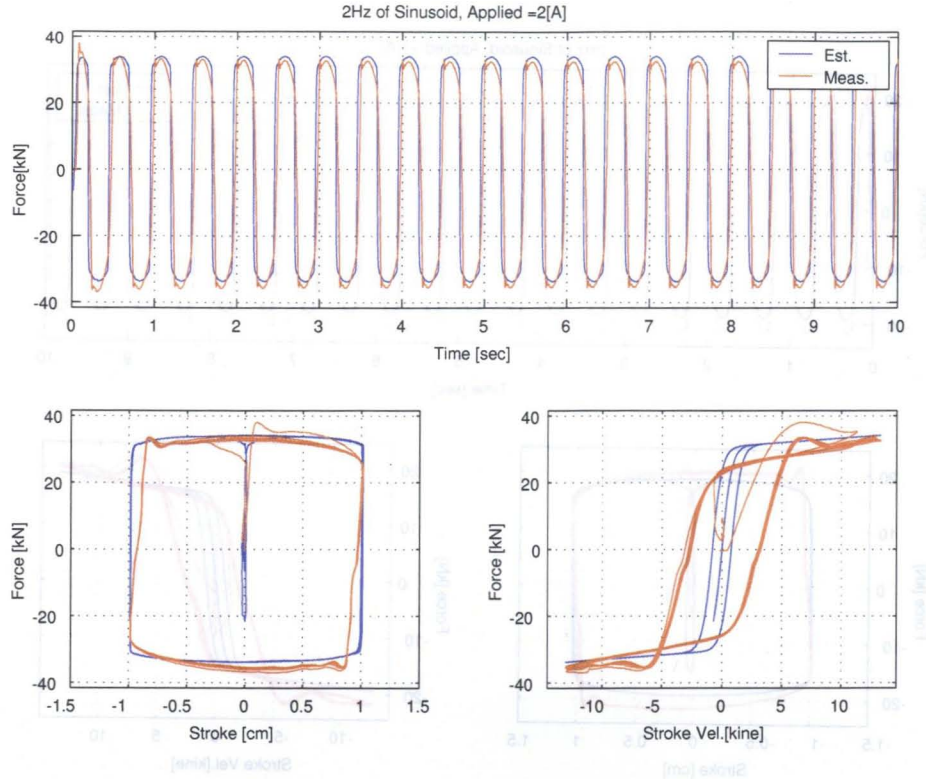 2Hz of Sinusoid, Applied =2[A]
40
20
0
-20
-40
Force[kN]
Est.
Meas.
0 1 2 3 4 5 6 7 8 9 10
Time [sec]
40
20
0
-20
-40
Force [kN]
-1.5 -1 -0.5 0 0.5 1 1.5
Stroke [cm]
40
20
0
-20
-40
Force [kN]
-10 -5 0 5 10
Stroke Vel.[kine]